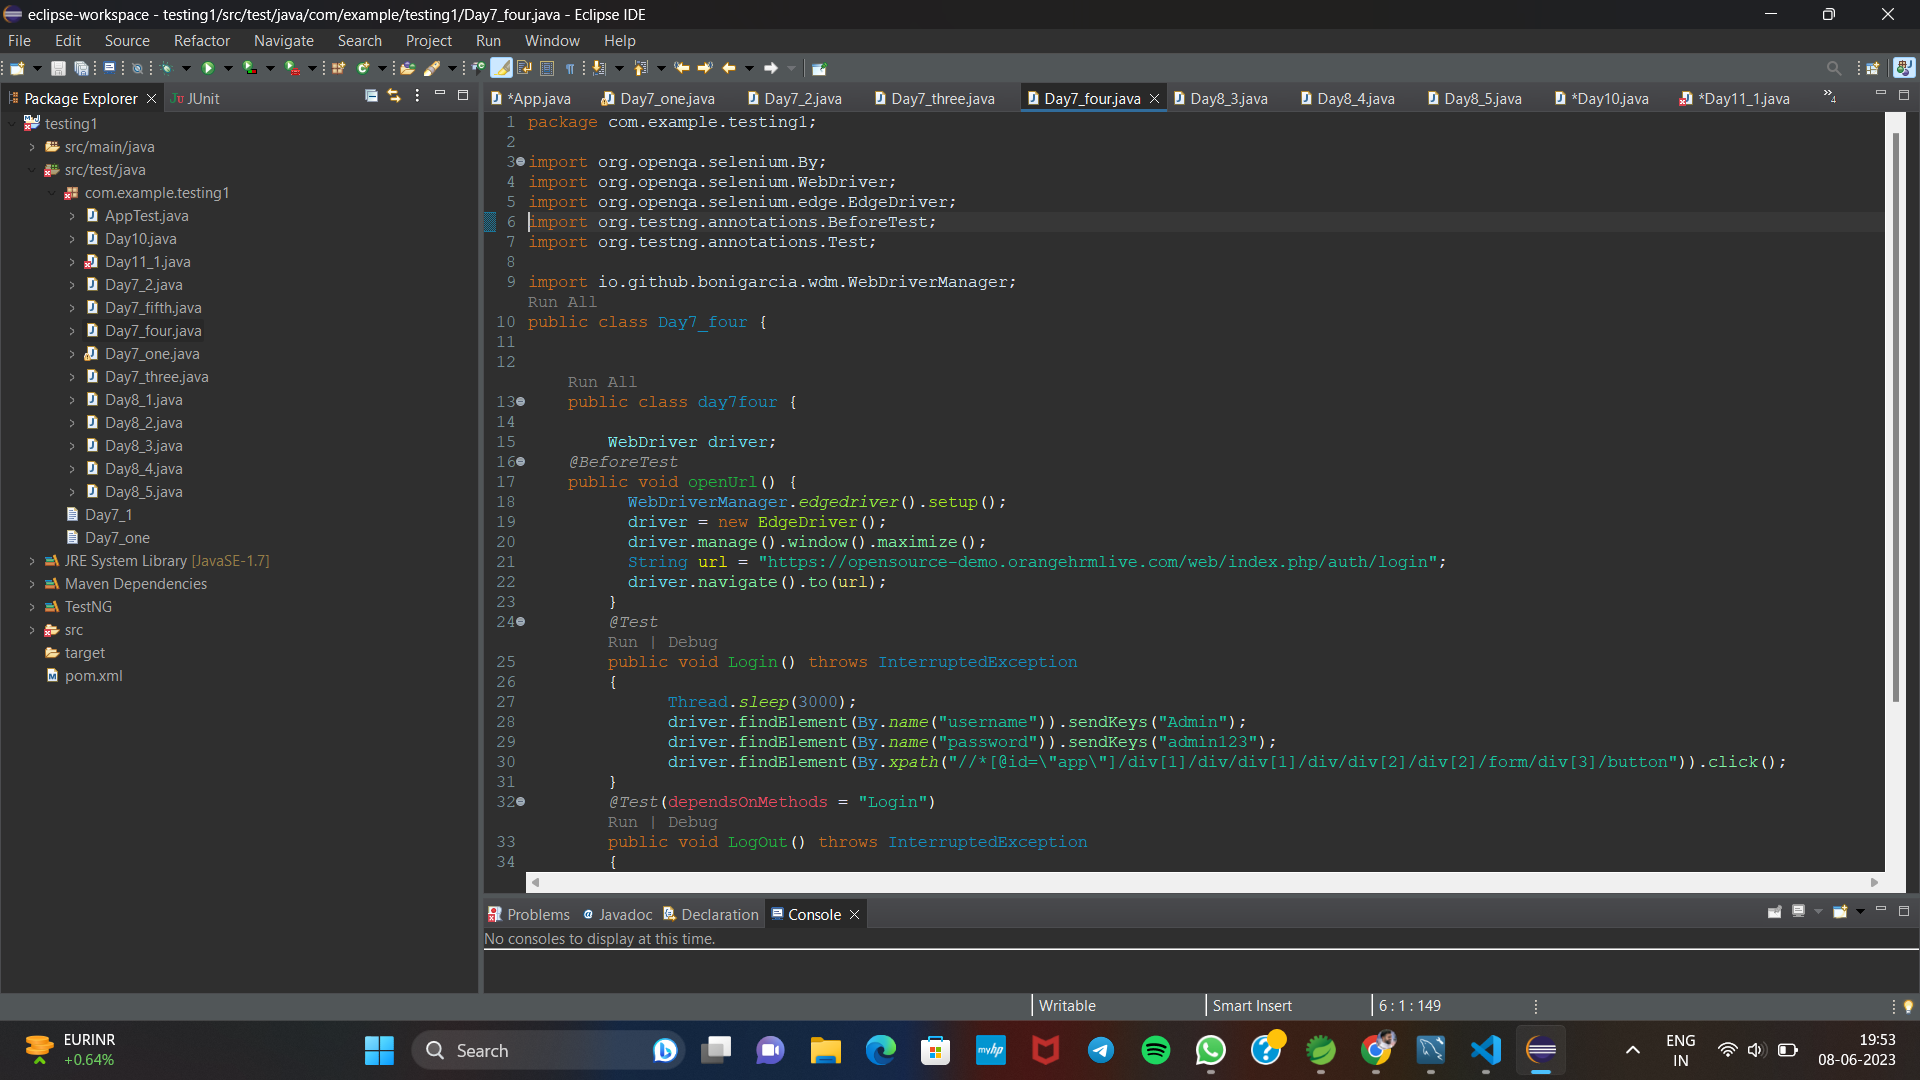 eclipse-workspace - testing1/src/test/java/com/example/testing1/Day7_four.java - Eclipse IDE
File Edit Source Refactor Navigate Search Project Run Window Help
Package Explorer
JUnit
testing1
src/main/java
src/test/java
com.example.testing1
AppTest.java
Day10.java
Day11_1.java
Day7_2.java
Day7_fifth.java
Day7_four.java
Day7_one.java
Day7_three.java
Day8_1.java
Day8_2.java
Day8_3.java
Day8_4.java
Day8_5.java
Day7_1
Day7_one
JRE System Library [JavaSE-1.7]
Maven Dependencies
TestNG
src
target
pom.xml
*App.java Day7_one.java Day7_2.java Day7_three.java Day7_four.java Day8_3.java Day8_4.java Day8_5.java *Day10.java *Day11_1.java »4
1 package com.example.testing1;
2
3 import org.openqa.selenium.By;
4 import org.openqa.selenium.WebDriver;
5 import org.openqa.selenium.edge.EdgeDriver;
6 import org.testng.annotations.BeforeTest;
7 import org.testng.annotations.Test;
8
9 import io.github.bonigarcia.wdm.WebDriverManager;
Run All
10 public class Day7_four {
11
12
Run All
13 public class day7four {
14
15 WebDriver driver;
16 @BeforeTest
17 public void openUrl() {
18 WebDriverManager.edgedriver().setup();
19 driver = new EdgeDriver();
20 driver.manage().window().maximize();
21 String url = "https://opensource-demo.orangehrmlive.com/web/index.php/auth/login";
22 driver.navigate().to(url);
23 }
24 @Test
Run | Debug
25 public void Login() throws InterruptedException
26 {
27 Thread.sleep(3000);
28 driver.findElement(By.name("username")).sendKeys("Admin");
29 driver.findElement(By.name("password")).sendKeys("admin123");
30 driver.findElement(By.xpath("//*[@id=\"app\"]/div[1]/div/div[1]/div/div[2]/div[2]/form/div[3]/button")).click();
31 }
32 @Test(dependsOnMethods = "Login")
Run | Debug
33 public void LogOut() throws InterruptedException
34 {
Problems Javadoc Declaration Console
No consoles to display at this time.
Writable Smart Insert 6 : 1 : 149
EURINR
+0.64%
Search
ENG
IN
19:53
08-06-2023